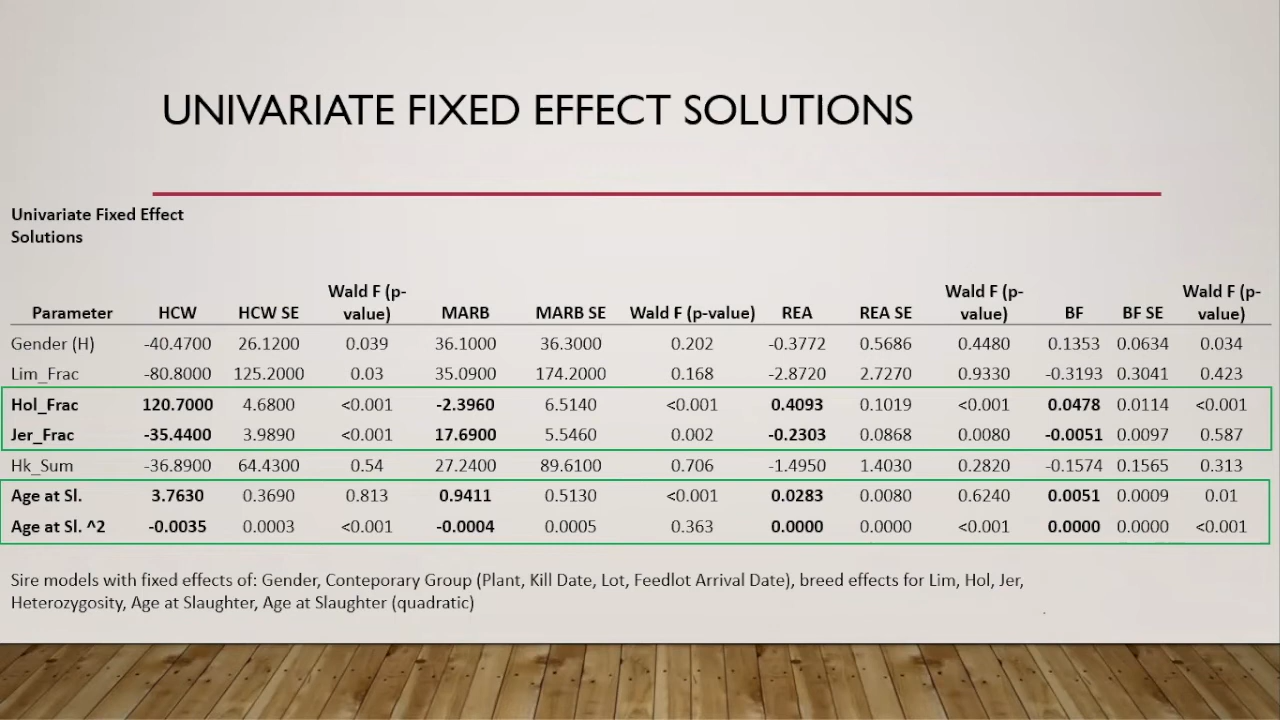 UNIVARIATE FIXED EFFECT SOLUTIONS
Univariate Fixed Effect
Solutions
Parameter HCW HCW SE Wald F (p-value) MARB MARB SE Wald F (p-value) REA REA SE Wald F (p-value) BF BF SE Wald F (p-value)
Gender (H) -40.4700 26.1200 0.039 36.1000 36.3000 0.202 -0.3772 0.5686 0.4480 0.1353 0.0634 0.034
Lim_Frac -80.8000 125.2000 0.03 35.0900 174.2000 0.168 -2.8720 2.7270 0.9330 -0.3193 0.3041 0.423
Hol_Frac 120.7000 4.6800 <0.001 -2.3960 6.5140 <0.001 0.4093 0.1019 <0.001 0.0478 0.0114 <0.001
Jer_Frac -35.4400 3.9890 <0.001 17.6900 5.5460 0.002 -0.2303 0.0868 0.0080 -0.0051 0.0097 0.587
Hk_Sum -36.8900 64.4300 0.54 27.2400 89.6100 0.706 -1.4950 1.4030 0.2820 -0.1574 0.1565 0.313
Age at Sl. 3.7630 0.3690 0.813 0.9411 0.5130 <0.001 0.0283 0.0080 0.6240 0.0051 0.0009 0.01
Age at Sl. ^2 -0.0035 0.0003 <0.001 -0.0004 0.0005 0.363 0.0000 0.0000 <0.001 0.0000 0.0000 <0.001
Sire models with fixed effects of: Gender, Conteporary Group (Plant, Kill Date, Lot, Feedlot Arrival Date), breed effects for Lim, Hol, Jer,
Heterozygosity, Age at Slaughter, Age at Slaughter (quadratic)